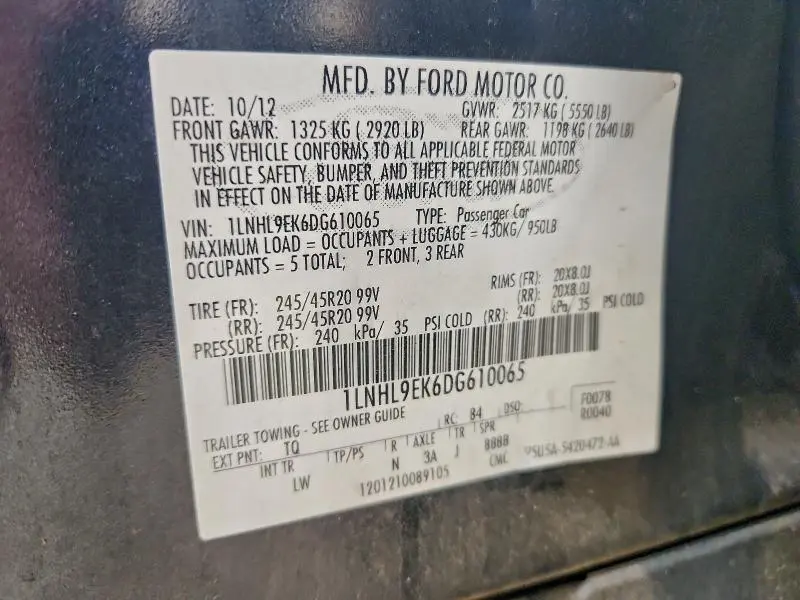 MFD. BY FORD MOTOR CO.
DATE: 10/12 GVWR: 2517 KG ( 5550 LB)
FRONT GAWR: 1325 KG ( 2920 LB) REAR GAWR: 1198 KG ( 2640 LB)
THIS VEHICLE CONFORMS TO ALL APPLICABLE FEDERAL MOTOR
VEHICLE SAFETY, BUMPER, AND THEFT PREVENTION STANDARDS
IN EFFECT ON THE DATE OF MANUFACTURE SHOWN ABOVE.
VIN: 1LNHL9EK6DG610065 TYPE: Passenger Car
MAXIMUM LOAD = OCCUPANTS + LUGGAGE = 430KG/ 950LB
OCCUPANTS = 5 TOTAL; 2 FRONT, 3 REAR
TIRE (FR): 245/45R20 99V RIMS (FR): 20X8.0J
(RR): 245/45R20 99V (RR): 20X8.0J
PRESSURE (FR): 240 kPa/ 35 PSI COLD (RR): 240 kPa/ 35 PSI COLD
1LNHL9EK6DG610065
TRAILER TOWING - SEE OWNER GUIDE RC: 84 DSO: F0078
EXT PNT: TQ R0040
INT TR TP/PS R AXLE TR SPR
LW N 3A J BBBB
1201210089105 CMC